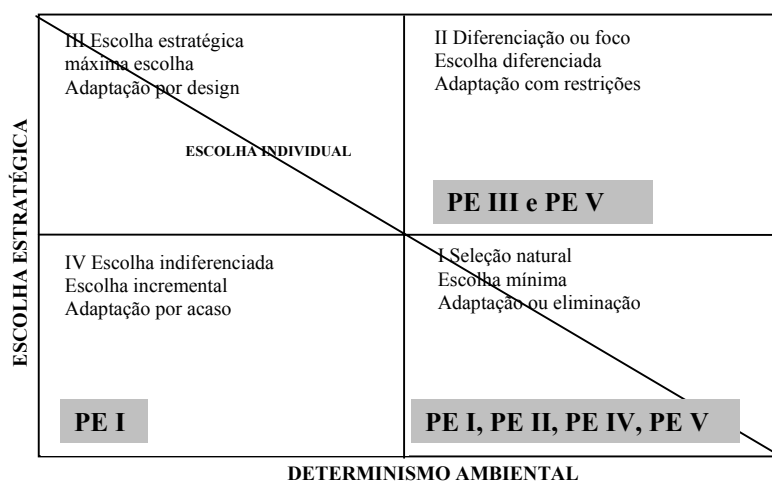 III Escolha estratégica
máxima escolha
Adaptação por design
ESCOLHA INDIVIDUAL
II Diferenciação ou foco
Escolha diferenciada
Adaptação com restrições
PE III e PE V
ESCOLHA ESTRATÉGICA
IV Escolha indiferenciada
Escolha incremental
Adaptação por acaso
PE I
I Seleção natural
Escolha mínima
Adaptação ou eliminação
PE I, PE II, PE IV, PE V
DETERMINISMO AMBIENTAL